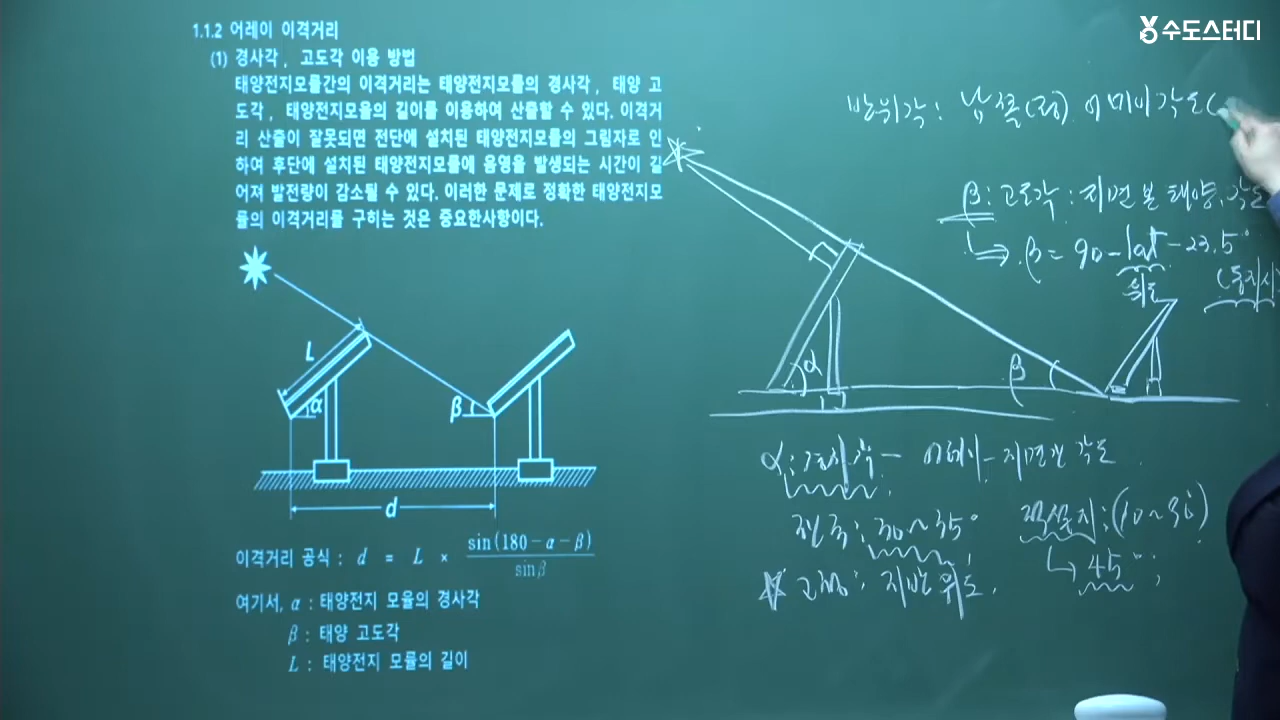 수도스터디
1.1.2 어레이 이격거리
(1) 경사각, 고도각 이용 방법
태양전지모듈간의 이격거리는 태양전지모듈의 경사각, 태양 고
도각, 태양전지모율의 길이를 이용하여 산출할 수 있다. 이격거
리 산출이 잘못되면 전단에 설치된 태양전지모듈의 그림자로 인
하여 후단에 설치된 태양전지모듈에 음영을 발생되는 시간이 길
어져 발전량이 감소될 수 있다. 이러한 문제로 정확한 태양전지모
듈의 이격거리를 구하는 것은 중요한사항이다.
L
α
β
d
이격거리 공식 : d = L × sin(180-α-β) / sinβ
여기서, α : 태양전지 모율의 경사각
β : 태양 고도각
L : 태양전지 모률의 길이
방위각 : 남쪽(정) 이미이각도(
β : 고도각 : 지면 본 태양, 각도
↳ β = 90 - lat - 23.5°
위도
(동지시
α
β
α : 경사각 - 어레이 - 지면간 각도
전국 : 30 ~ 35°
적설지 : (10~90)
↳ 45° ;
고정 : 지반 위도.